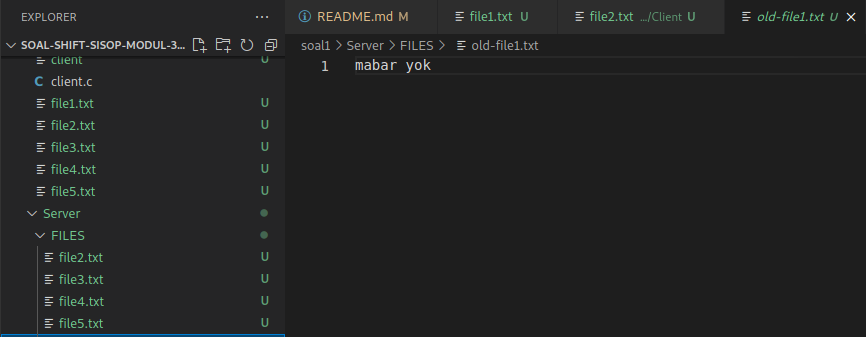 EXPLORER ...
SOAL-SHIFT-SISOP-MODUL-3...
client U
client.c
file1.txt U
file2.txt U
file3.txt U
file4.txt U
file5.txt U
Server
FILES
file2.txt U
file3.txt U
file4.txt U
file5.txt U
README.md M
file1.txt U
file2.txt .../Client U
old-file1.txt U
soal1 > Server > FILES > old-file1.txt
1 mabar yok